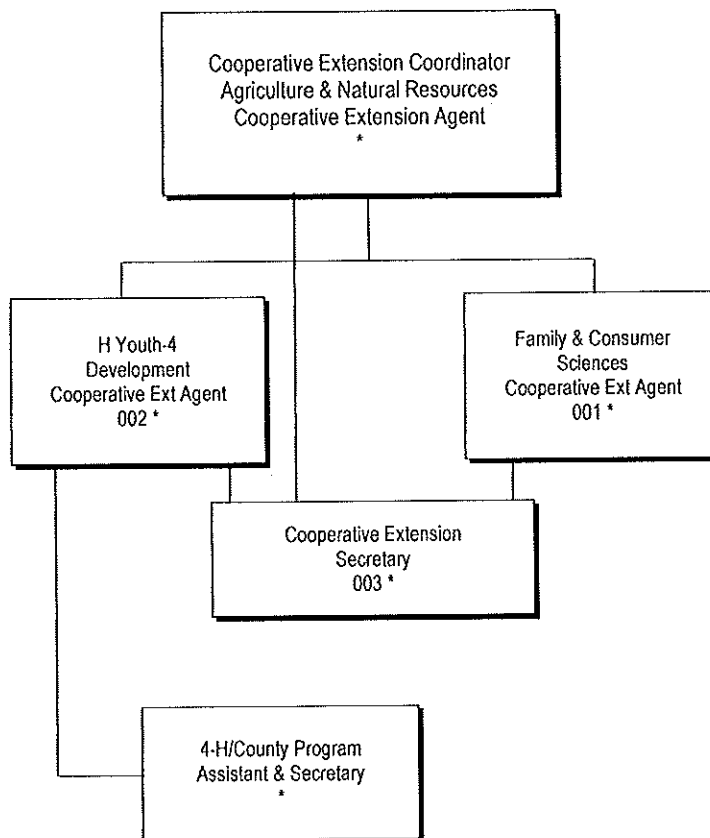 Cooperative Extension Coordinator
Agriculture & Natural Resources
Cooperative Extension Agent
*
H Youth-4
Development
Cooperative Ext Agent
002 *
Family & Consumer
Sciences
Cooperative Ext Agent
001 *
Cooperative Extension
Secretary
003 *
4-H/County Program
Assistant & Secretary
*